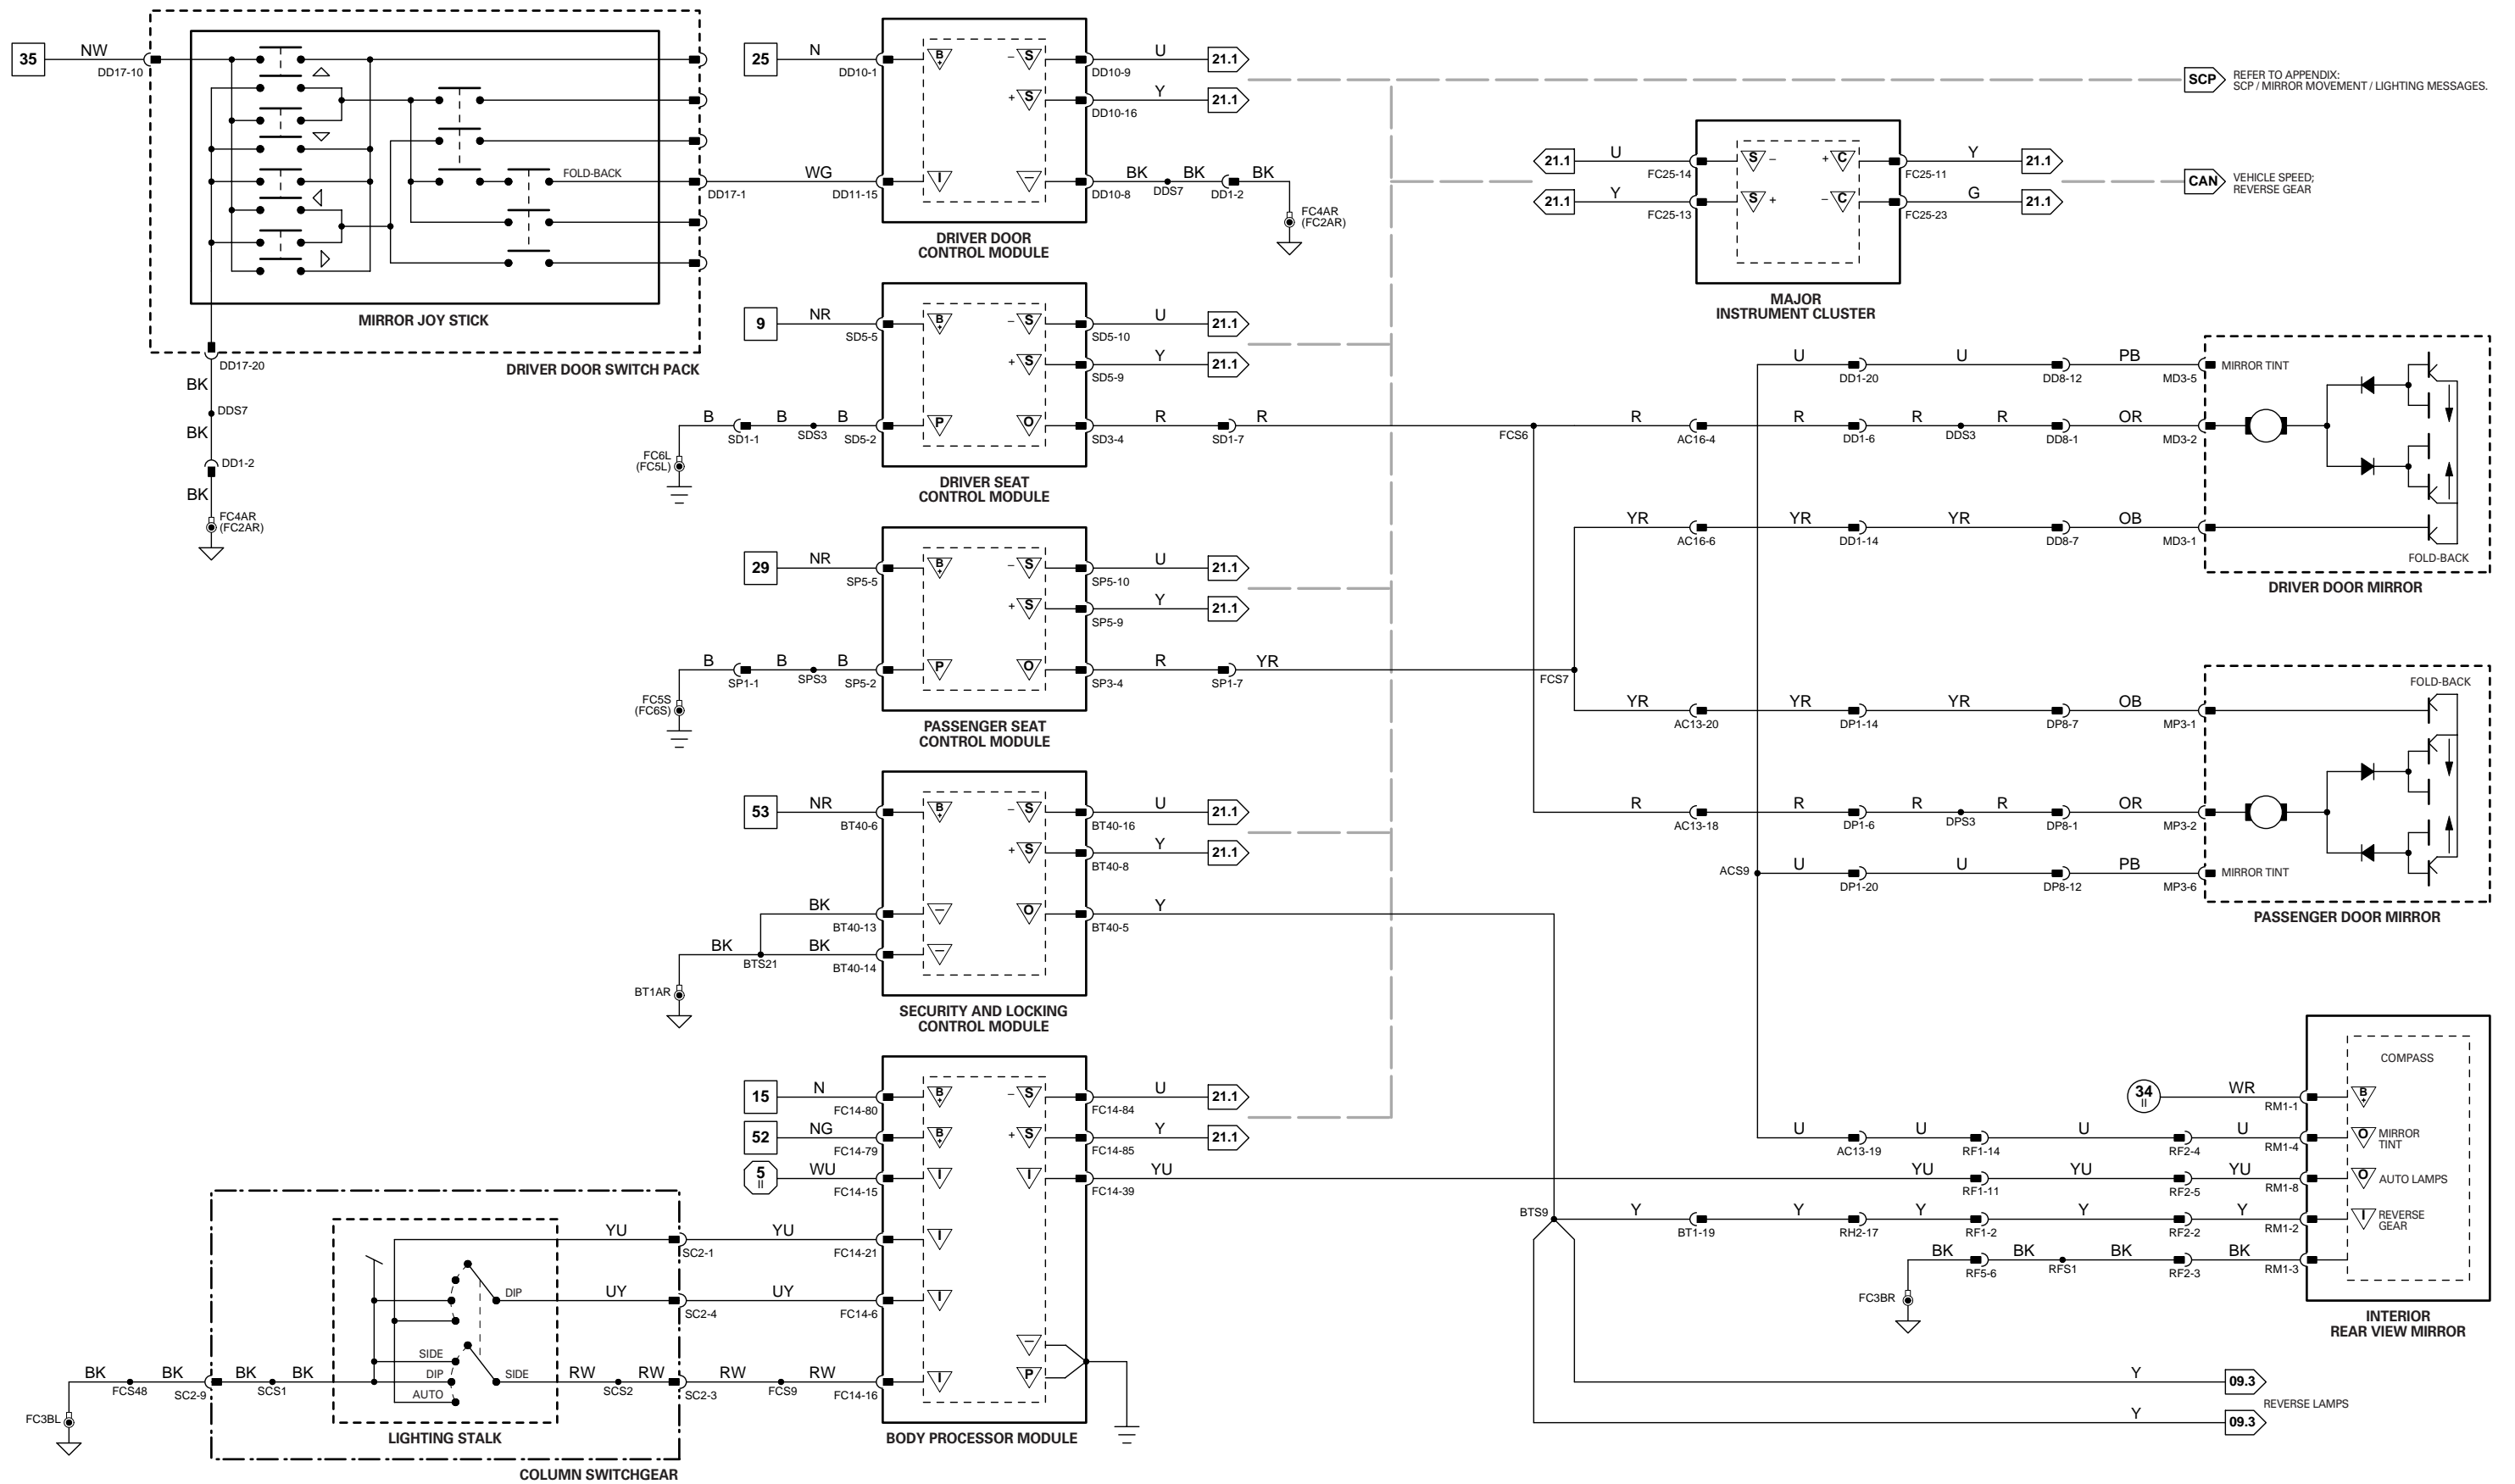 35
NW
DD17-10
FOLD-BACK
DD17-1
MIRROR JOY STICK
DRIVER DOOR SWITCH PACK
DD17-20
BK
DDS7
BK
DD1-2
BK
FC4AR
(FC2AR)
25
N
DD10-1
B
+
– S
+ S
I
–
WG
DD11-15
DD10-9
U
21.1
DD10-16
Y
21.1
DD10-8
BK
DDS7
BK
DD1-2
BK
FC4AR
(FC2AR)
DRIVER DOOR
CONTROL MODULE
SCP
REFER TO APPENDIX:
SCP / MIRROR MOVEMENT / LIGHTING MESSAGES.
21.1
U
FC25-14
S –
+ C
FC25-11
Y
21.1
21.1
Y
FC25-13
S +
– C
FC25-23
G
21.1
CAN
VEHICLE SPEED;
REVERSE GEAR
MAJOR
INSTRUMENT CLUSTER
9
NR
SD5-5
B
+
– S
SD5-10
U
21.1
+ S
SD5-9
Y
21.1
B
SD1-1
B
SDS3
B
SD5-2
P
O
SD3-4
R
SD1-7
R
FCS6
FC6L
(FC5L)
DRIVER SEAT
CONTROL MODULE
U
DD1-20
U
DD8-12
PB
MD3-5
MIRROR TINT
R
AC16-4
R
DD1-6
R
DDS3
R
DD8-1
OR
MD3-2
YR
AC16-6
YR
DD1-14
YR
DD8-7
OB
MD3-1
FOLD-BACK
DRIVER DOOR MIRROR
29
NR
SP5-5
B
+
– S
SP5-10
U
21.1
+ S
SP5-9
Y
21.1
B
SP1-1
B
SPS3
B
SP5-2
P
O
SP3-4
R
SP1-7
YR
FCS7
FC5S
(FC6S)
PASSENGER SEAT
CONTROL MODULE
FOLD-BACK
YR
AC13-20
YR
DP1-14
YR
DP8-7
OB
MP3-1
R
AC13-18
R
DP1-6
R
DPS3
R
DP8-1
OR
MP3-2
ACS9
U
DP1-20
U
DP8-12
PB
MP3-6
MIRROR TINT
PASSENGER DOOR MIRROR
53
NR
BT40-6
B
+
– S
BT40-16
U
21.1
+ S
BT40-8
Y
21.1
BK
BT40-13
–
O
BT40-5
Y
BK
BTS21
BK
BT40-14
–
BT1AR
SECURITY AND LOCKING
CONTROL MODULE
15
N
FC14-80
B
+
– S
FC14-84
U
21.1
52
NG
FC14-79
B
+
+ S
FC14-85
Y
21.1
5
II
WU
FC14-15
I
I
FC14-39
YU
YU
SC2-1
YU
FC14-21
I
DIP
UY
SC2-4
UY
FC14-6
I
–
P
SIDE
DIP
AUTO
SIDE
RW
SCS2
RW
SC2-3
RW
FCS9
RW
FC14-16
I
BK
FCS48
BK
SC2-9
BK
SCS1
BK
FC3BL
LIGHTING STALK
COLUMN SWITCHGEAR
BODY PROCESSOR MODULE
COMPASS
34
II
WR
RM1-1
B
+
U
AC13-19
U
RF1-14
U
RF2-4
U
RM1-4
O
MIRROR
TINT
YU
RF1-11
YU
RF2-5
YU
RM1-8
O
AUTO LAMPS
BTS9
Y
BT1-19
Y
RH2-17
Y
RF1-2
Y
RF2-2
Y
RM1-2
I
REVERSE
GEAR
BK
RF5-6
BK
RFS1
BK
RF2-3
BK
RM1-3
FC3BR
INTERIOR
REAR VIEW MIRROR
Y
09.3
REVERSE LAMPS
Y
09.3